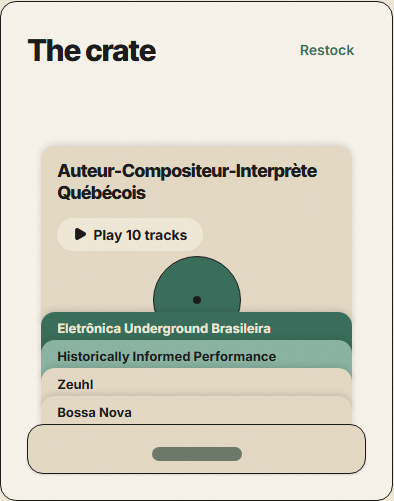 The crate
Restock
Auteur-Compositeur-Interprète
Québécois
Play 10 tracks
Eletrônica Underground Brasileira
Historically Informed Performance
Zeuhl
Bossa Nova